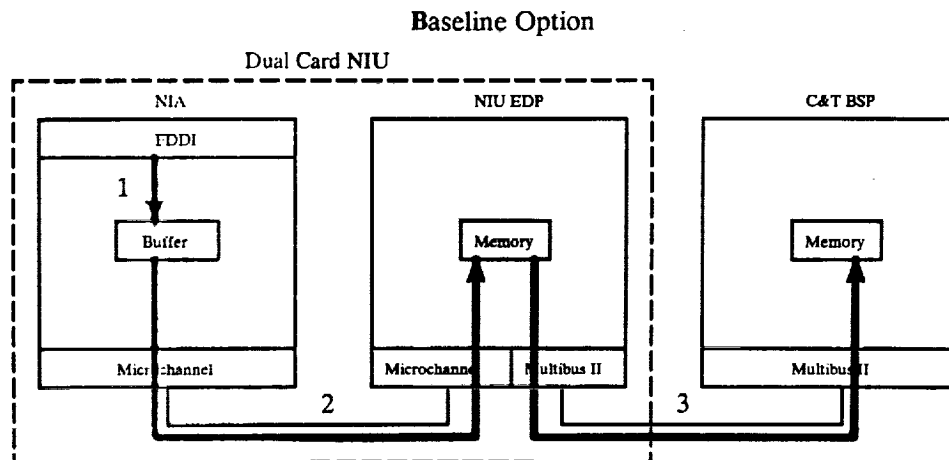 Baseline Option
Dual Card NIU
NIA
NIU EDP
C&T BSP
FDDI
1
Buffer
Memory
Memory
Microchannel
Microchannel
Multibus II
Multibus II
2
3